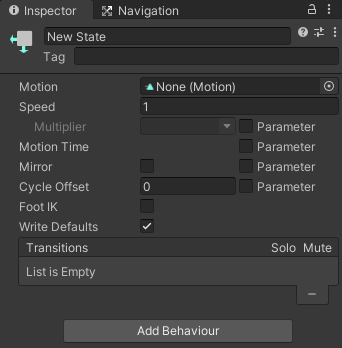 Inspector Navigation
New State
Tag
Motion None (Motion)
Speed 1
Multiplier Parameter
Motion Time Parameter
Mirror Parameter
Cycle Offset 0 Parameter
Foot IK
Write Defaults
Transitions Solo Mute
List is Empty
Add Behaviour